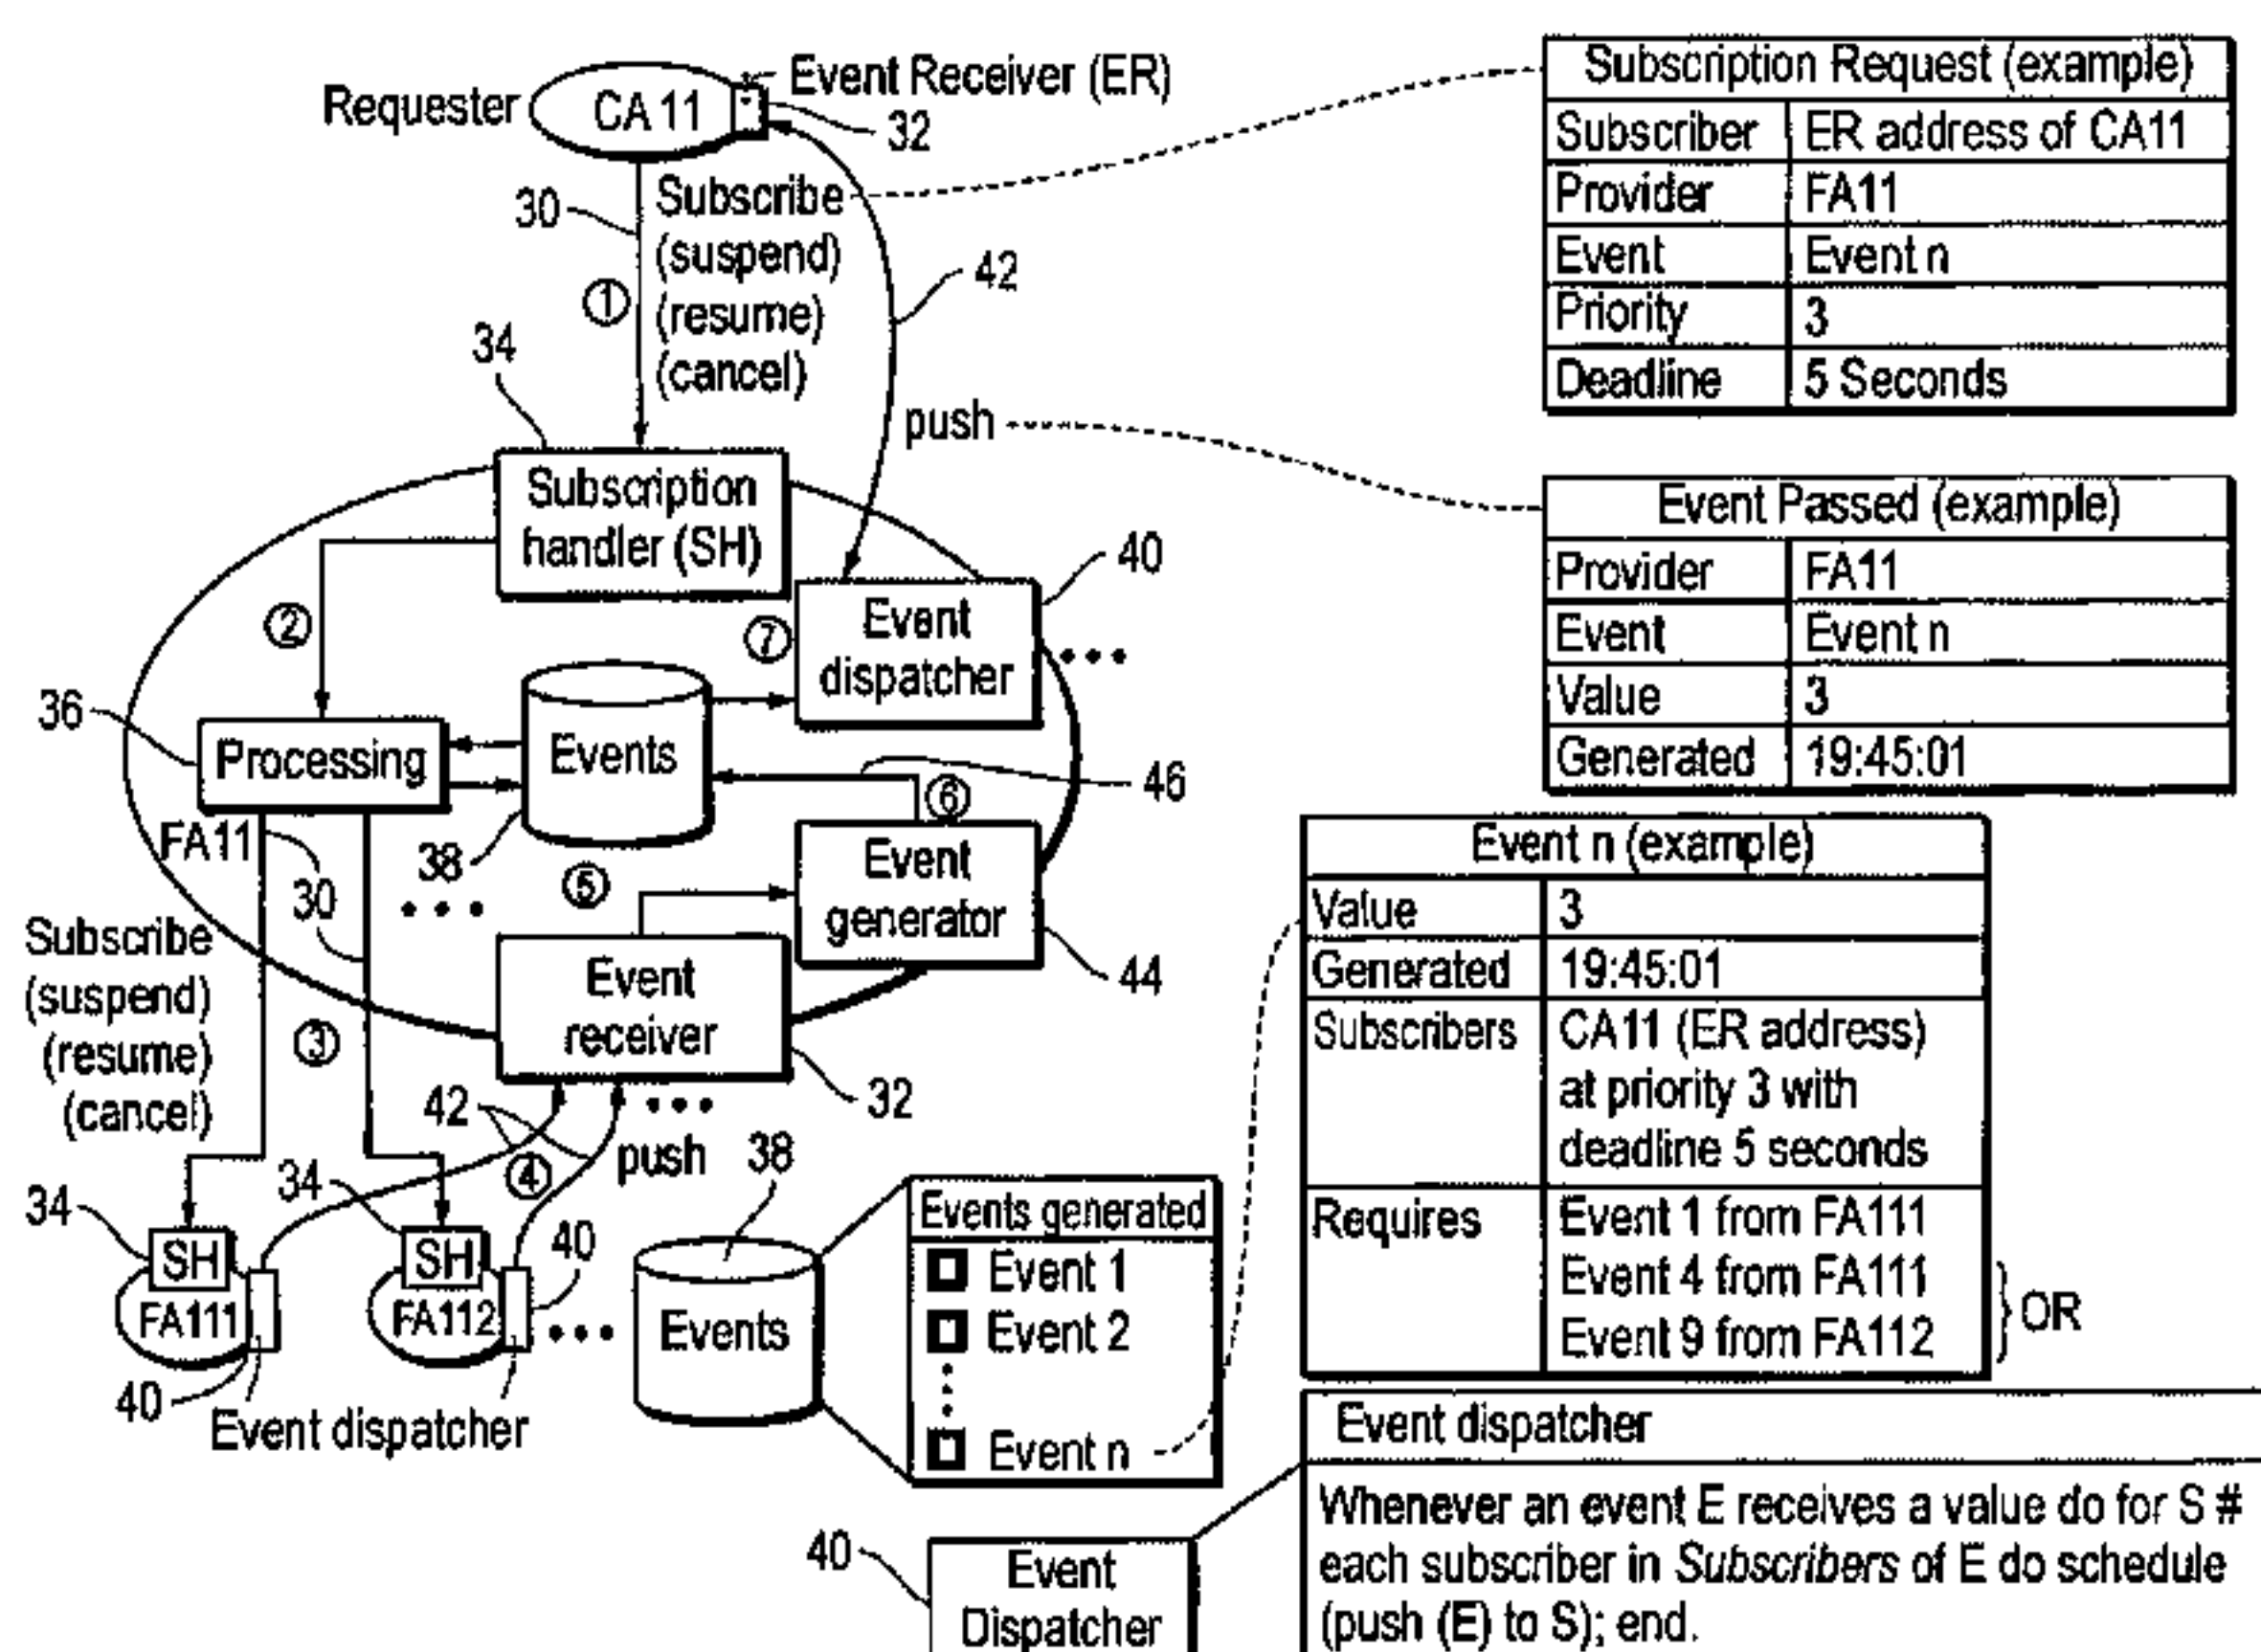 Requester
CA 11
Event Receiver (ER)
32
30
Subscribe
(suspend)
(resume)
(cancel)
①
42
34
push
Subscription
handler (SH)
②
⑦
40
Event
dispatcher
•••
36
Processing
Events
46
⑥
FA11
38
30
•••
⑤
Event
generator
44
Subscribe
(suspend)
(resume)
(cancel)
③
Event
receiver
32
42
•••
④
push
34
34
SH
FA111
SH
FA112
40
40
•••
Event dispatcher
38
Events
Events generated
Event 1
Event 2
Event n
Subscription Request (example)
Subscriber ER address of CA11
Provider FA11
Event Event n
Priority 3
Deadline 5 Seconds
Event Passed (example)
Provider FA11
Event Event n
Value 3
Generated 19:45:01
Event n (example)
Value 3
Generated 19:45:01
Subscribers CA11 (ER address)
at priority 3 with
deadline 5 seconds
Requires Event 1 from FA111
Event 4 from FA111
Event 9 from FA112
OR
40
Event
Dispatcher
Event dispatcher
Whenever an event E receives a value do for S #
each subscriber in Subscribers of E do schedule
(push (E) to S); end.